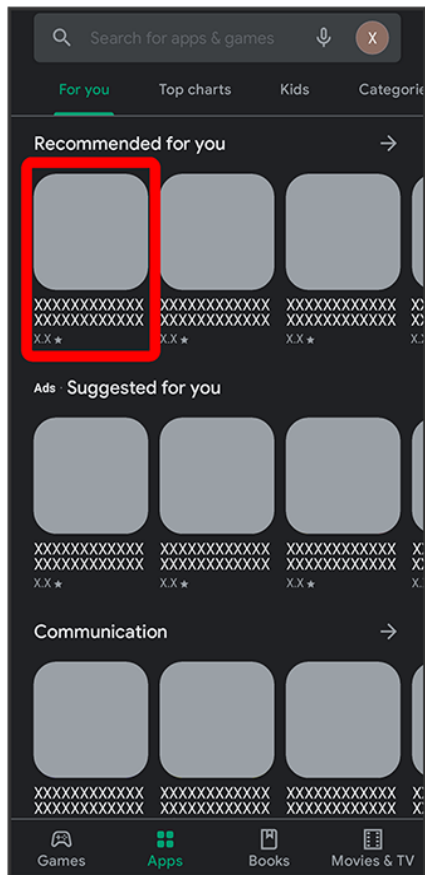 Search for apps & games X
For you Top charts Kids Categorie
Recommended for you
XXXXXXXXXXXX XXXXXXXXXXXX XXXXXXXXXXXX X
XXXXXXXXXXXX XXXXXXXXXXXX XXXXXXXXXXXX X
X.X★ X.X★ X.X★ X.
Ads · Suggested for you
XXXXXXXXXXXX XXXXXXXXXXXX XXXXXXXXXXXX X
XXXXXXXXXXXX XXXXXXXXXXXX XXXXXXXXXXXX X
X.X★ X.X★ X.X★ X.
Communication
XXXXXXXXXXXX XXXXXXXXXXXX XXXXXXXXXXXX X
XXXXXXXXXXXX XXXXXXXXXXXX XXXXXXXXXXXX X
Games Apps Books Movies & TV